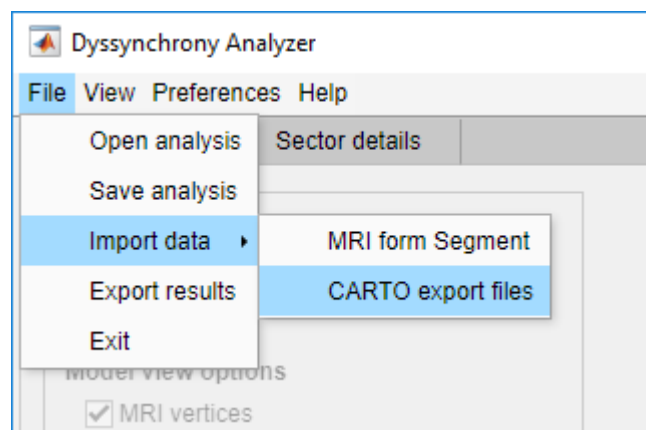 Dyssynchrony Analyzer
File View Preferences Help
Open analysis
Sector details
Save analysis
Import data
MRI form Segment
Export results
CARTO export files
Exit
Model view options
MRI vertices